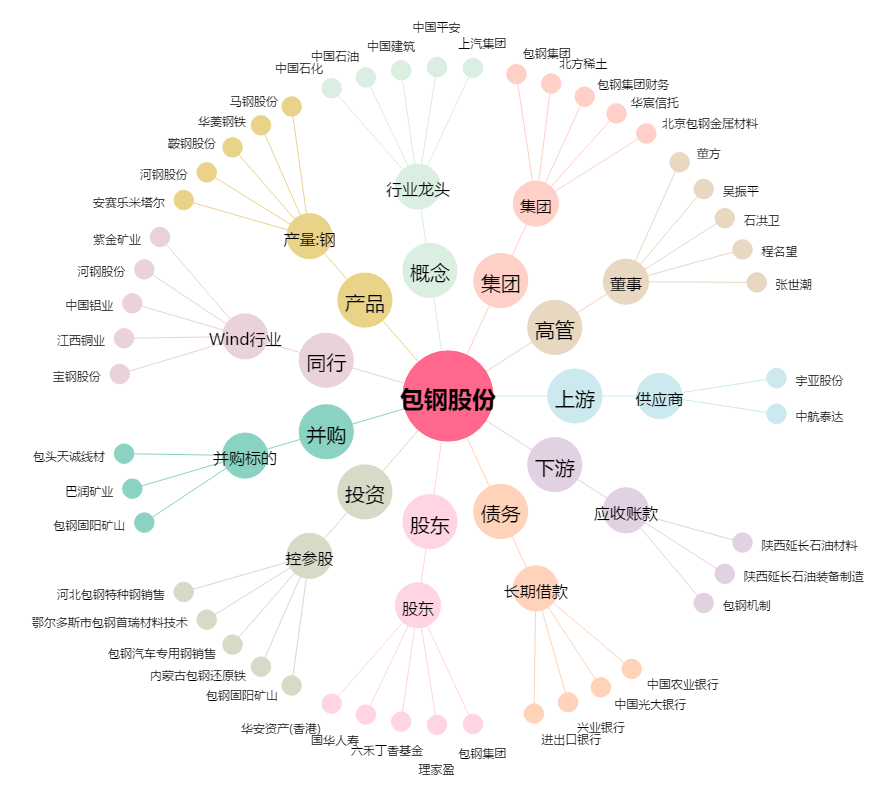 包钢股份
概念
行业龙头
中国石化
中国石油
中国建筑
中国平安
上汽集团
集团
集团
包钢集团
北方稀土
包钢集团财务
华宸信托
北京包钢金属材料
高管
董事
董方
吴振平
石洪卫
程名望
张世潮
上游
供应商
宇亚股份
中航泰达
下游
应收账款
陕西延长石油材料
陕西延长石油装备制造
包钢机制
债务
长期借款
中国农业银行
中国光大银行
兴业银行
进出口银行
股东
股东
包钢集团
理家盈
六禾丁香基金
国华人寿
华安资产(香港)
投资
控参股
包钢固阳矿山
内蒙古包钢还原铁
包钢汽车专用钢销售
鄂尔多斯市包钢首瑞材料技术
河北包钢特种钢销售
并购
并购标的
包钢固阳矿山
巴润矿业
包头天诚线材
同行
Wind行业
宝钢股份
江西铜业
中国铝业
河钢股份
紫金矿业
产品
产量:钢
安赛乐米塔尔
河钢股份
鞍钢股份
华菱钢铁
马钢股份